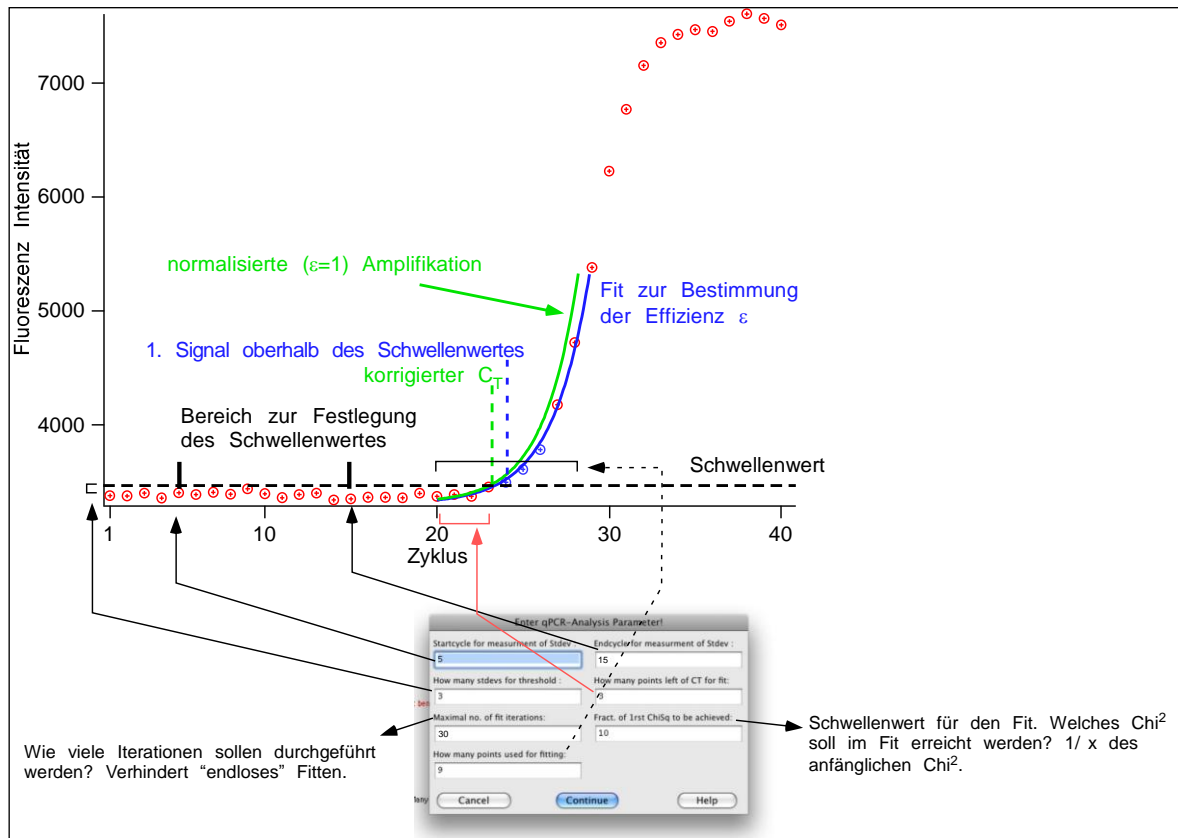 7000
6000
5000
4000
Fluoreszenz Intensität
normalisierte (ε=1) Amplifikation
Fit zur Bestimmung
der Effizienz ε
1. Signal oberhalb des Schwellenwertes
korrigierter C_T
Bereich zur Festlegung
des Schwellenwertes
Schwellenwert
1
10
20
30
40
Zyklus
Enter qPCR-Analysis Parameter!
Startcycle for measurment of Stdev :
Endcycle for measurment of Stdev :
5
15
How many stdevs for threshold :
How many points left of CT for fit:
3
Maximal no. of fit iterations:
Fract. of 1rst ChiSq to be achieved:
30
10
How many points used for fitting:
9
Cancel
Continue
Help
Wie viele Iterationen sollen durchgeführt
werden? Verhindert “endloses” Fitten.
Schwellenwert für den Fit. Welches Chi²
soll im Fit erreicht werden? 1/ x des
anfänglichen Chi².